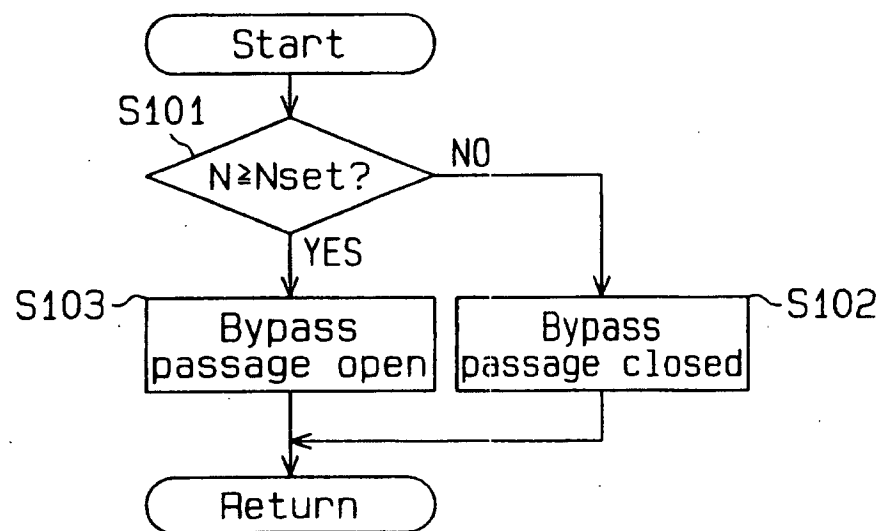 Start
S101
N≧Nset?
NO
YES
S103
Bypass
passage open
Bypass
passage closed
S102
Return